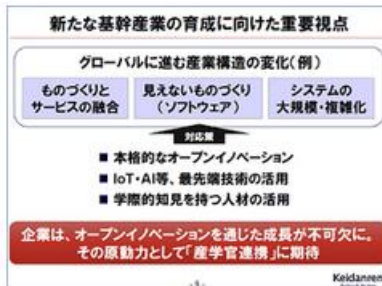 新たな基幹産業の育成に向けた重要視点
グローバルに進む産業構造の変化(例)
ものづくりと
サービスの融合
見えないものづくり
(ソフトウェア)
システムの
大規模・複雑化
対応策
■ 本格的なオープンイノベーション
■ IoT・AI等、最先端技術の活用
■ 学際的知見を持つ人材の活用
企業は、オープンイノベーションを通じた成長が不可欠に。
その原動力として「産学官連携」に期待
Keidanren